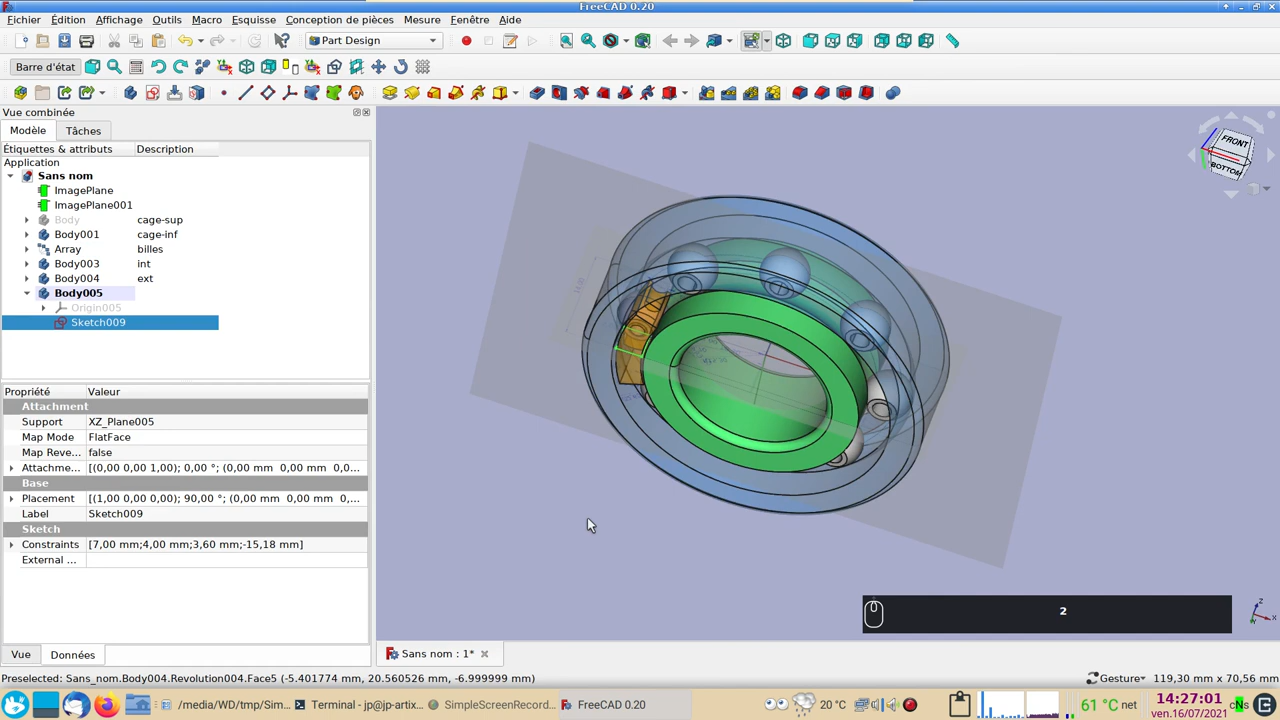 FreeCAD 0.20
Fichier Édition Affichage Outils Macro Esquisse Conception de pièces Mesure Fenêtre Aide
Part Design
Barre d'état
Vue combinée
Modèle Tâches
Étiquettes & attributs Description
Application
Sans nom
ImagePlane
ImagePlane001
Body cage-sup
Body001 cage-inf
Array billes
Body003 int
Body004 ext
Body005
Origin005
Sketch009
Propriété Valeur
Attachment
Support XZ_Plane005
Map Mode FlatFace
Map Reve... false
Attachme... [(0,00 0,00 1,00); 0,00 °; (0,00 mm 0,00 mm 0,0...
Base
Placement [(1,00 0,00 0,00); 90,00 °; (0,00 mm 0,00 mm 0,...
Label Sketch009
Sketch
Constraints [7,00 mm;4,00 mm;3,60 mm;-15,18 mm]
External ...
Vue Données
FRONT
BOTTOM
2
Sans nom : 1*
Preselected: Sans_nom.Body004.Revolution004.Face5 (-5.401774 mm, 20.560526 mm, -6.999999 mm)
Gesture 119,30 mm x 70,56 mm
/media/WD/tmp/Sim... Terminal - jp@jp-artix... SimpleScreenRecord... FreeCAD 0.20
20 °C
61 °C net
14:27:01
ven.16/07/2021